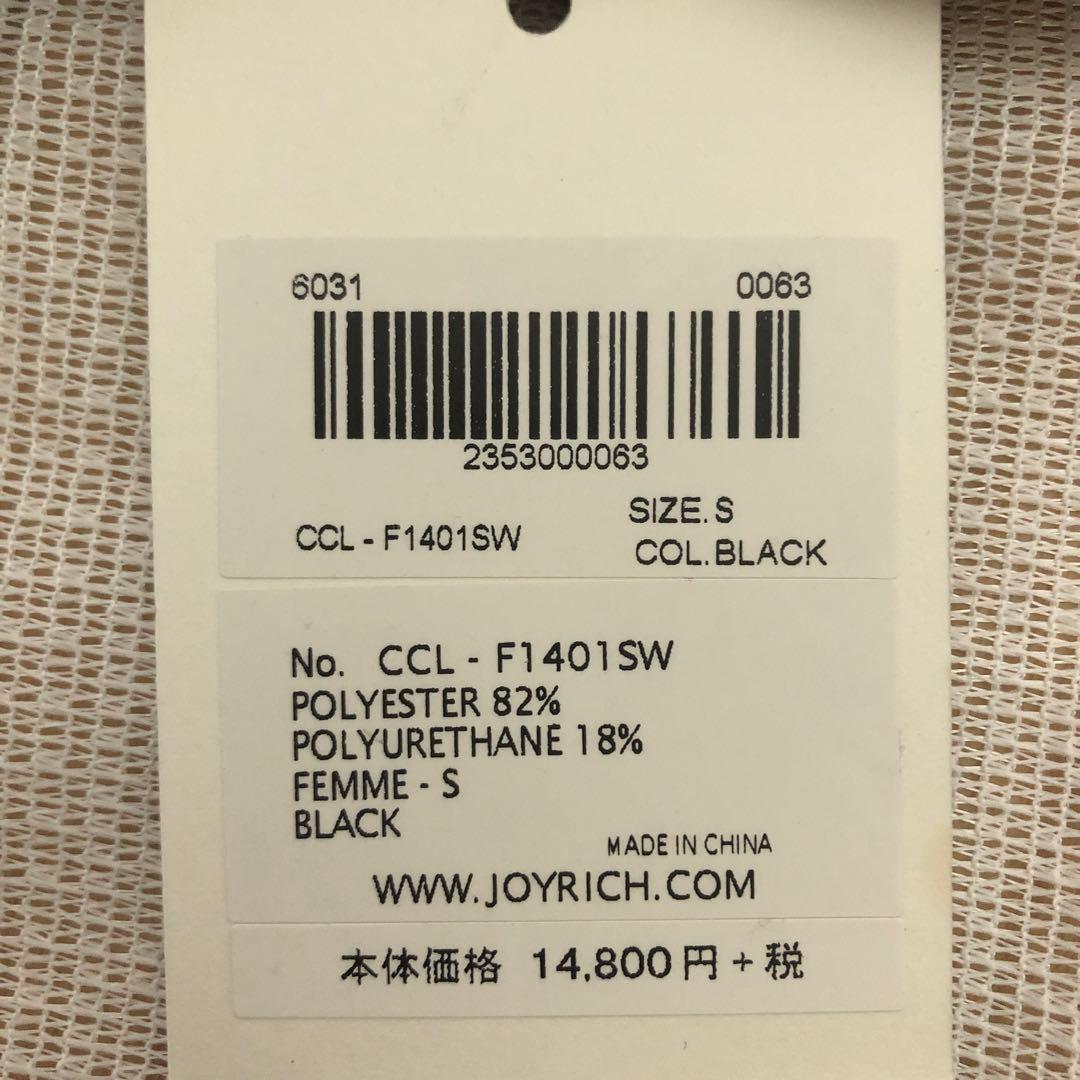 6031 0063
2353000063
SIZE. S
CCL - F1401SW
COL. BLACK
No. CCL - F1401SW
POLYESTER 82%
POLYURETHANE 18%
FEMME - S
BLACK
MADE IN CHINA
WWW.JOYRICH.COM
本体価格 14,800円 + 税